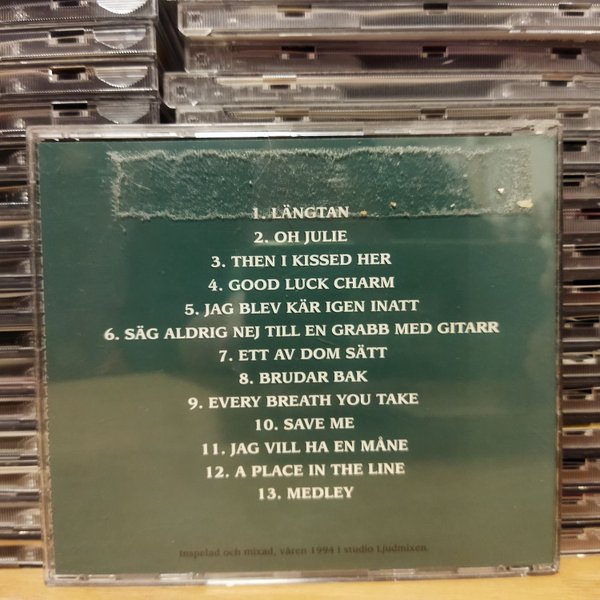 1. LÄNGTAN
2. OH JULIE
3. THEN I KISSED HER
4. GOOD LUCK CHARM
5. JAG BLEV KÄR IGEN INATT
6. SÄG ALDRIG NEJ TILL EN GRABB MED GITARR
7. ETT AV DOM SÄTT
8. BRUDAR BAK
9. EVERY BREATH YOU TAKE
10. SAVE ME
11. JAG VILL HA EN MÅNE
12. A PLACE IN THE LINE
13. MEDLEY
inspelad och mixad, våren 1994 i studio Ljudmixen.